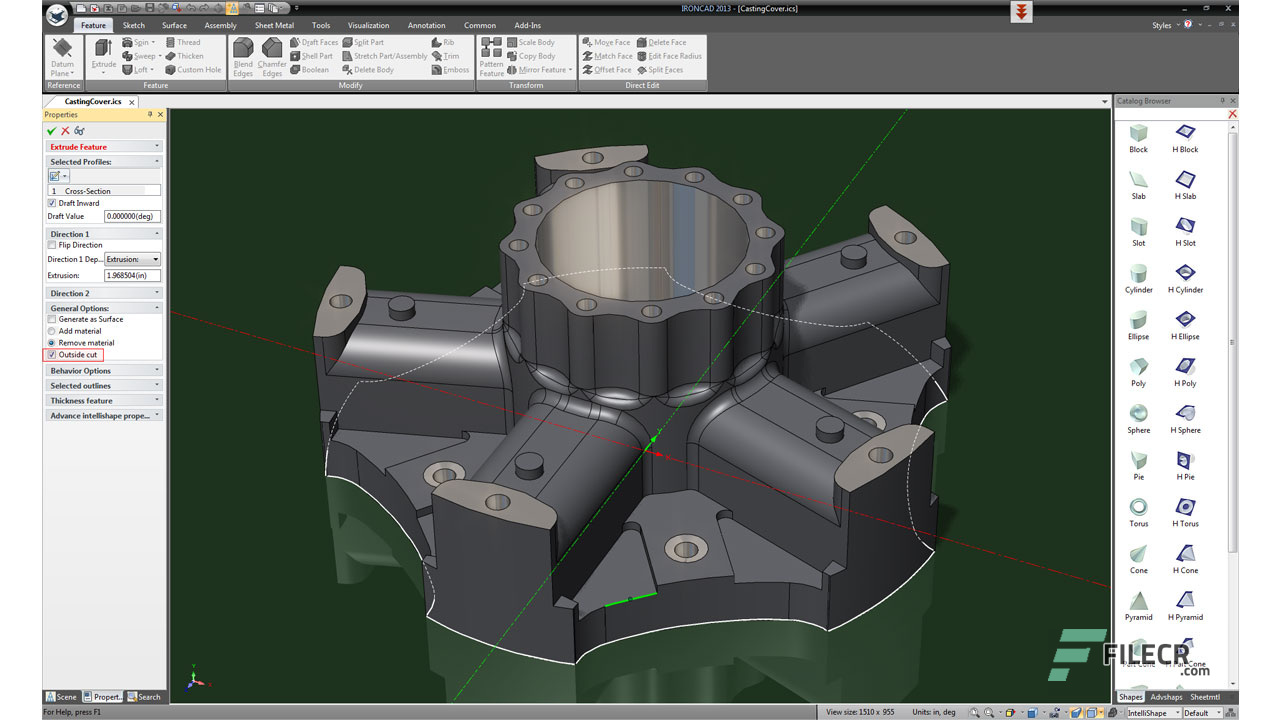 IRONCAD 2013 - [CastingCover.ics]
Feature Sketch Surface Assembly Sheet Metal Tools Visualization Annotation Common Add-Ins Styles
Datum Plane
Extrude
Spin
Sweep
Loft
Thread
Thicken
Custom Hole
Blend Edges
Chamfer Edges
Draft Faces
Shell Part
Boolean
Split Part
Stretch Part/Assembly
Delete Body
Rib
Trim
Emboss
Pattern Feature
Scale Body
Copy Body
Mirror Feature
Move Face
Match Face
Offset Face
Delete Face
Edit Face Radius
Split Faces
Reference Feature Modify Transform Direct Edit
CastingCover.ics
Properties
Extrude Feature
Selected Profiles:
1 Cross-Section
Draft Inward
Draft Value 0.000000(deg)
Direction 1
Flip Direction
Direction 1 Dep... Extrusion:
Extrusion: 1.968504(in)
Direction 2
General Options:
Generate as Surface
Add material
Remove material
Outside cut
Behavior Options
Selected outlines
Thickness feature
Advance intellishape prope...
Scene Propert... Search
Catalog Browser
Block H Block
Slab H Slab
Slot H Slot
Cylinder H Cylinder
Ellipse H Ellipse
Poly H Poly
Sphere H Sphere
Pie H Pie
Torus H Torus
Cone H Cone
Pyramid H Pyramid
FILECR
.com
Shapes Advshaps Sheetmtl
For Help, press F1
View size: 1510 x 955 Units: in, deg IntelliShape Default